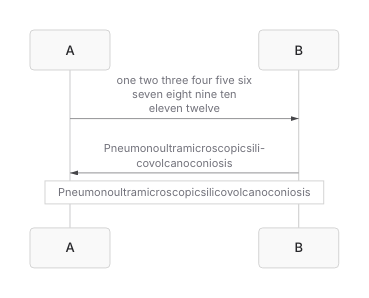 A
B
one two three four five six
seven eight nine ten
eleven twelve
Pneumonoultramicroscopicsili-
covolcanoconiosis
Pneumonoultramicroscopicsilicovolcanoconiosis
A
B